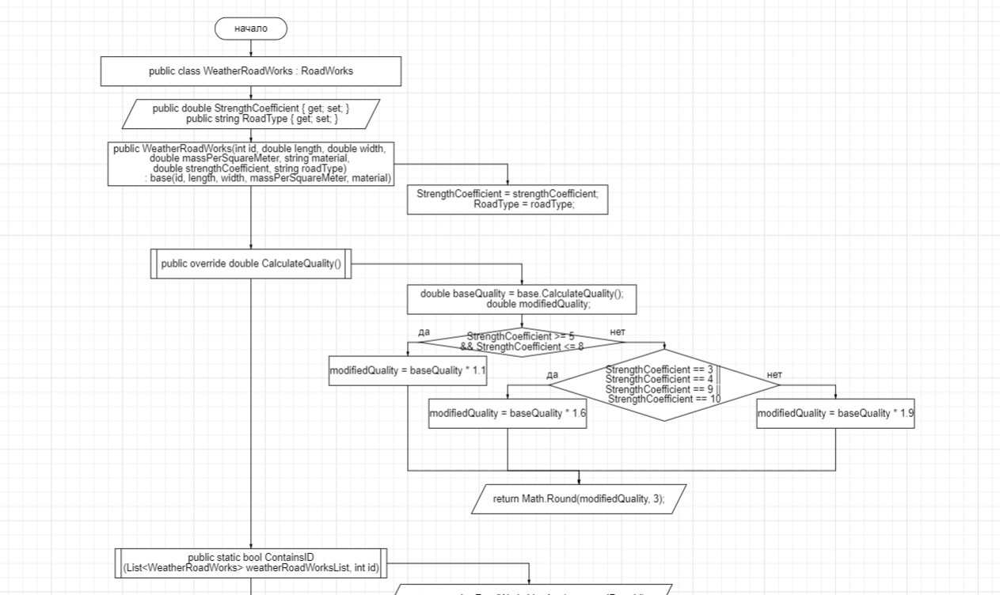 начало
public class WeatherRoadWorks : RoadWorks
public double StrengthCoefficient { get; set; }
public string RoadType { get; set; }
public WeatherRoadWorks(int id, double length, double width,
double massPerSquareMeter, string material,
double strengthCoefficient, string roadType)
: base(id, length, width, massPerSquareMeter, material)
StrengthCoefficient = strengthCoefficient;
RoadType = roadType;
public override double CalculateQuality()
double baseQuality = base.CalculateQuality();
double modifiedQuality;
да
StrengthCoefficient >= 5
&& StrengthCoefficient <= 8
нет
modifiedQuality = baseQuality * 1.1
да
StrengthCoefficient == 3 ||
StrengthCoefficient == 4 ||
StrengthCoefficient == 9 ||
StrengthCoefficient == 10
нет
modifiedQuality = baseQuality * 1.6
modifiedQuality = baseQuality * 1.9
return Math.Round(modifiedQuality, 3);
public static bool ContainsID
(List<WeatherRoadWorks> weatherRoadWorksList, int id)